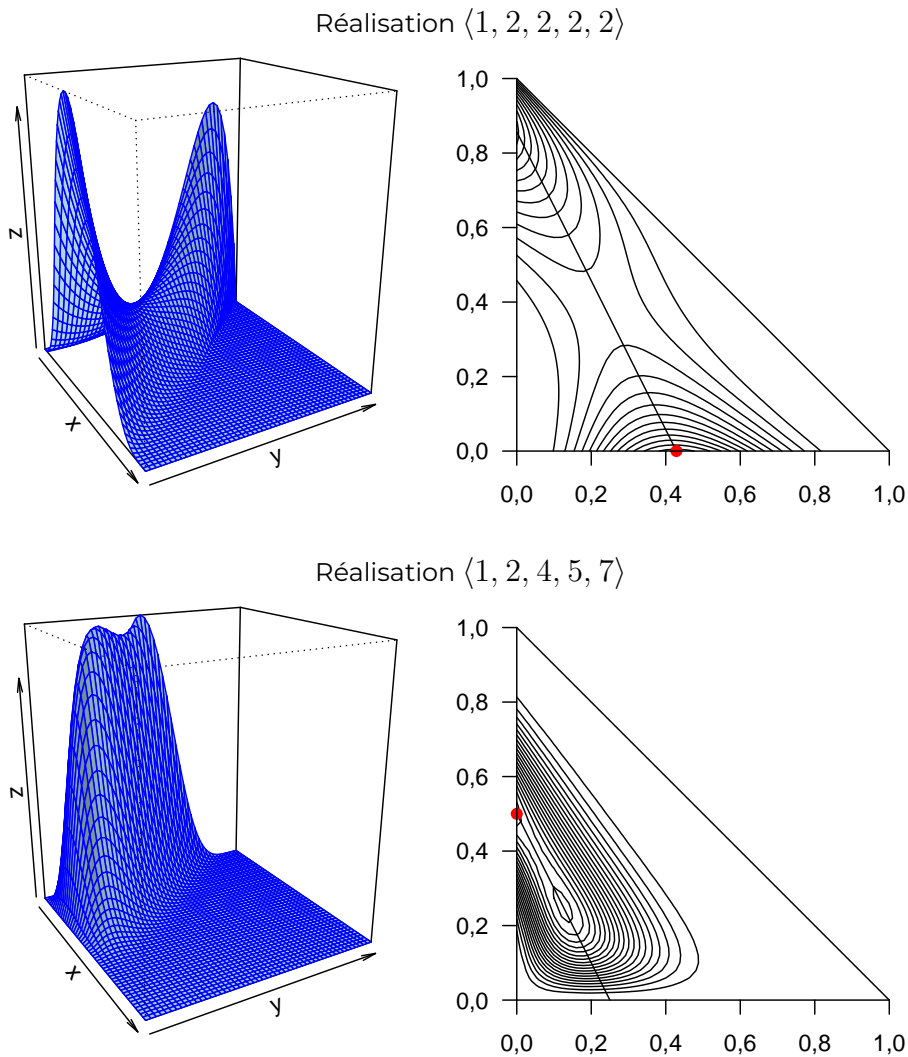 Réalisation ⟨1, 2, 2, 2, 2⟩
z
x
y
1,0
0,8
0,6
0,4
0,2
0,0
0,0 0,2 0,4 0,6 0,8 1,0
Réalisation ⟨1, 2, 4, 5, 7⟩
z
x
y
1,0
0,8
0,6
0,4
0,2
0,0
0,0 0,2 0,4 0,6 0,8 1,0